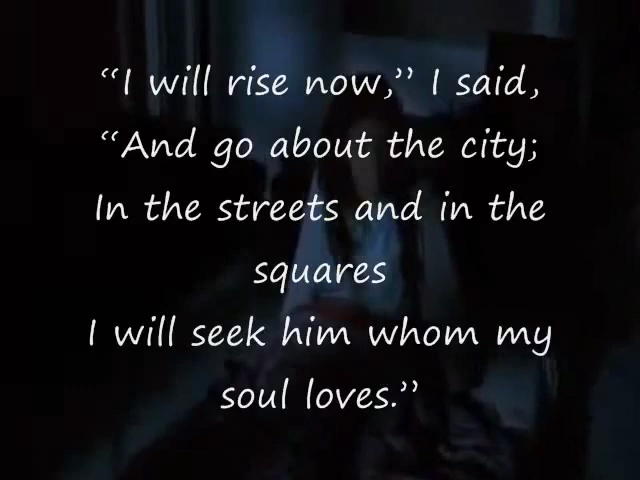 “I will rise now,” I said,
“And go about the city;
In the streets and in the
squares
I will seek him whom my
soul loves.”